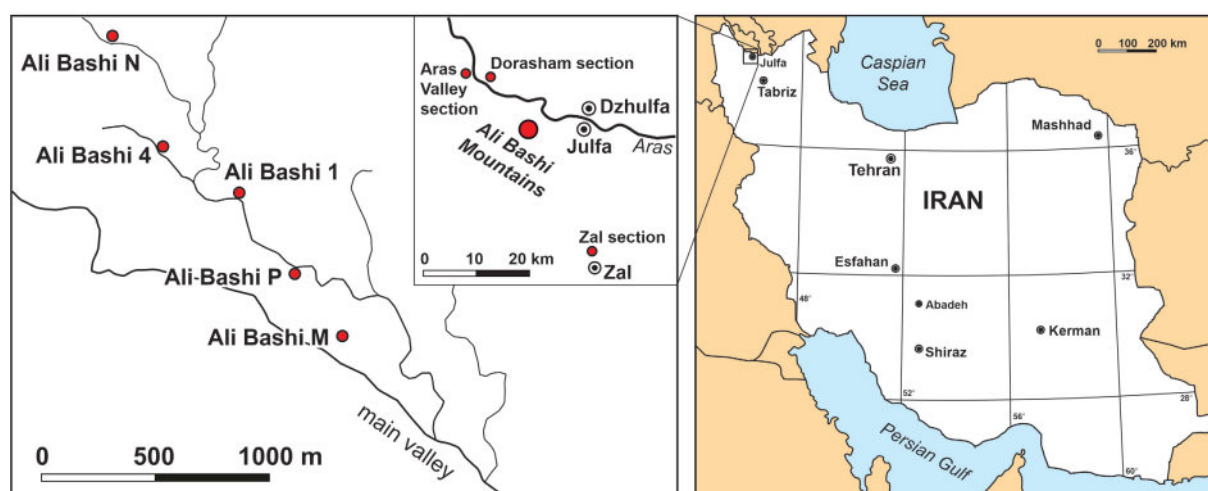 Ali Bashi N
Ali Bashi 4
Ali Bashi 1
Ali-Bashi P
Ali Bashi M
main valley
0 500 1000 m
Aras
Valley
section
Dorasham section
Dzhulfa
Julfa
Aras
Ali Bashi
Mountains
Zal section
Zal
0 10 20 km
Caspian
Sea
0 100 200 km
Julfa
Tabriz
Mashhad
36°
Tehran
IRAN
Esfahan
32°
48°
Abadeh
Kerman
Shiraz
52°
28°
56°
Persian Gulf
60°